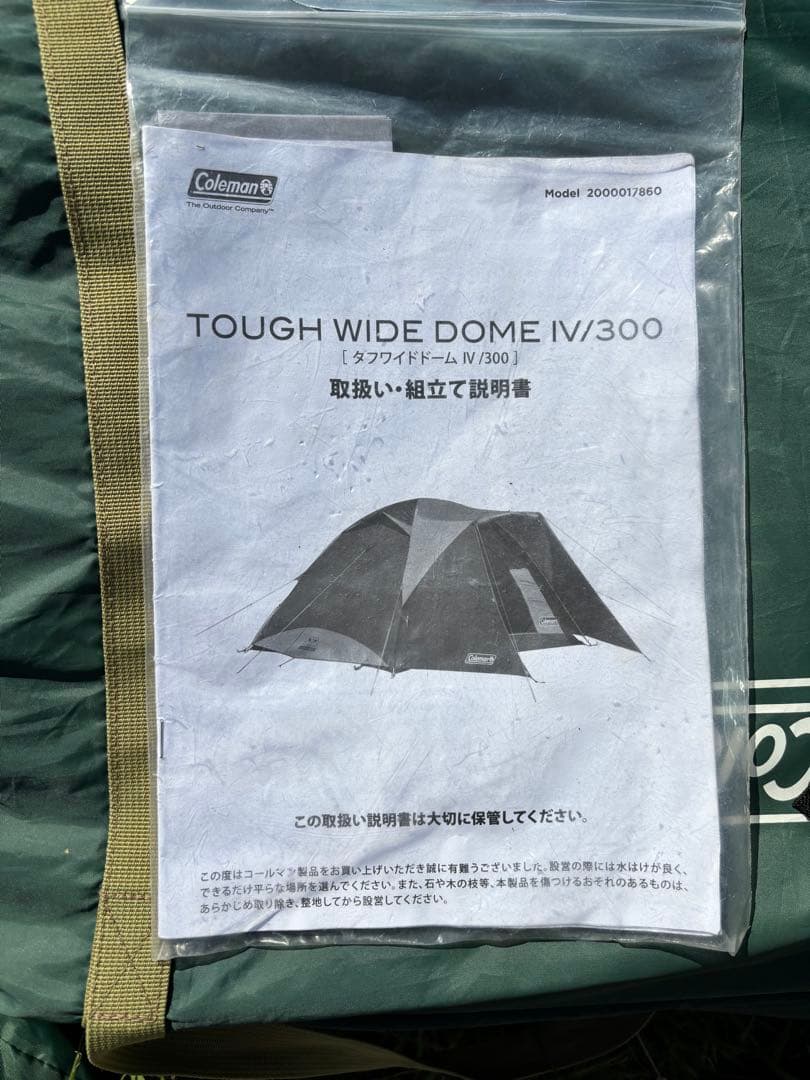 Coleman
The Outdoor Company™
Model 2000017860
TOUGH WIDE DOME IV/300
[ タフワイドドーム IV /300 ]
取扱い・組立て説明書
Coleman
この取扱い説明書は大切に保管してください。
この度はコールマン製品をお買い上げいただき誠に有難うございました。設営の際には水はけが良く、
できるだけ平らな場所を選んでください。また、石や木の枝等、本製品を傷つけるおそれのあるものは、
あらかじめ取り除き、整地してから設営してください。
Co